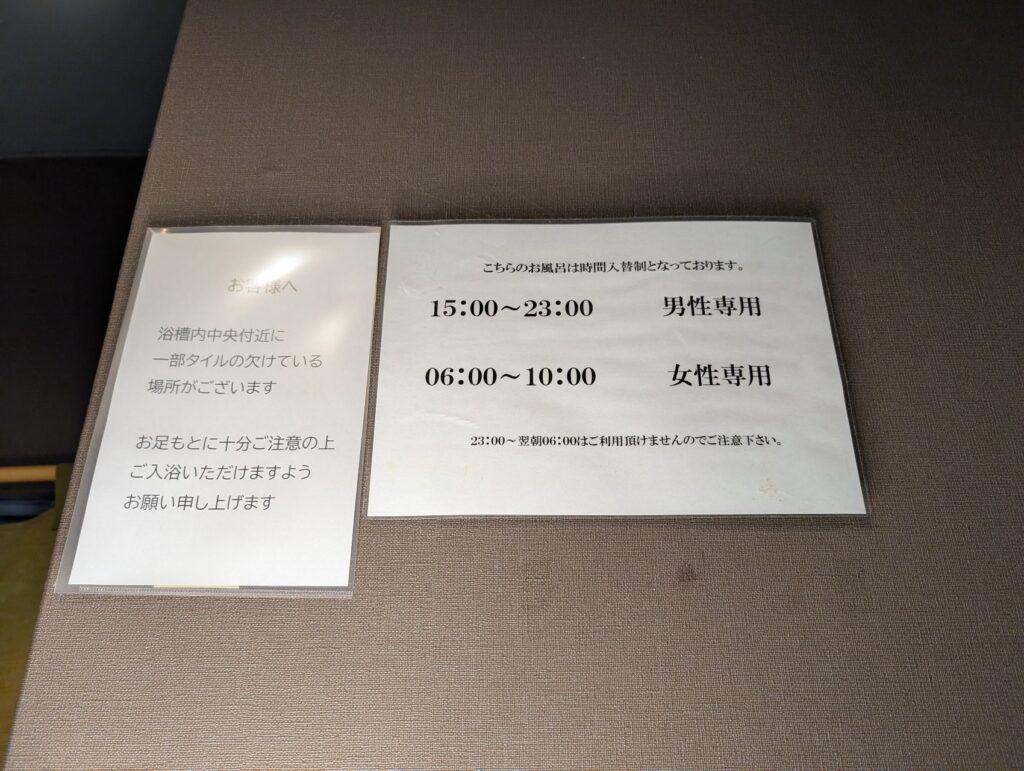 お客様へ
浴槽内中央付近に
一部タイルの欠けている
場所がございます
お足もとに十分ご注意の上
ご入浴いただけますよう
お願い申し上げます
こちらのお風呂は時間入替制となっております。
15:00～23:00 男性専用
06:00～10:00 女性専用
23:00～翌朝06:00はご利用頂けませんのでご注意下さい。